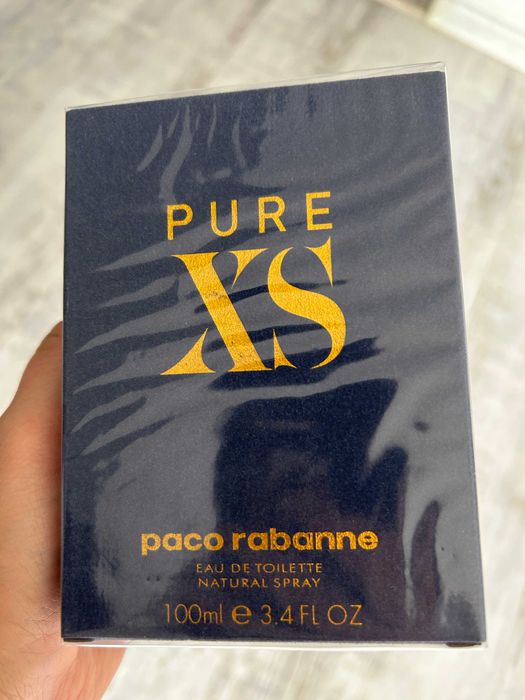 PURE
XS
paco rabanne
EAU DE TOILETTE
NATURAL SPRAY
100ml ℮ 3.4 FL OZ